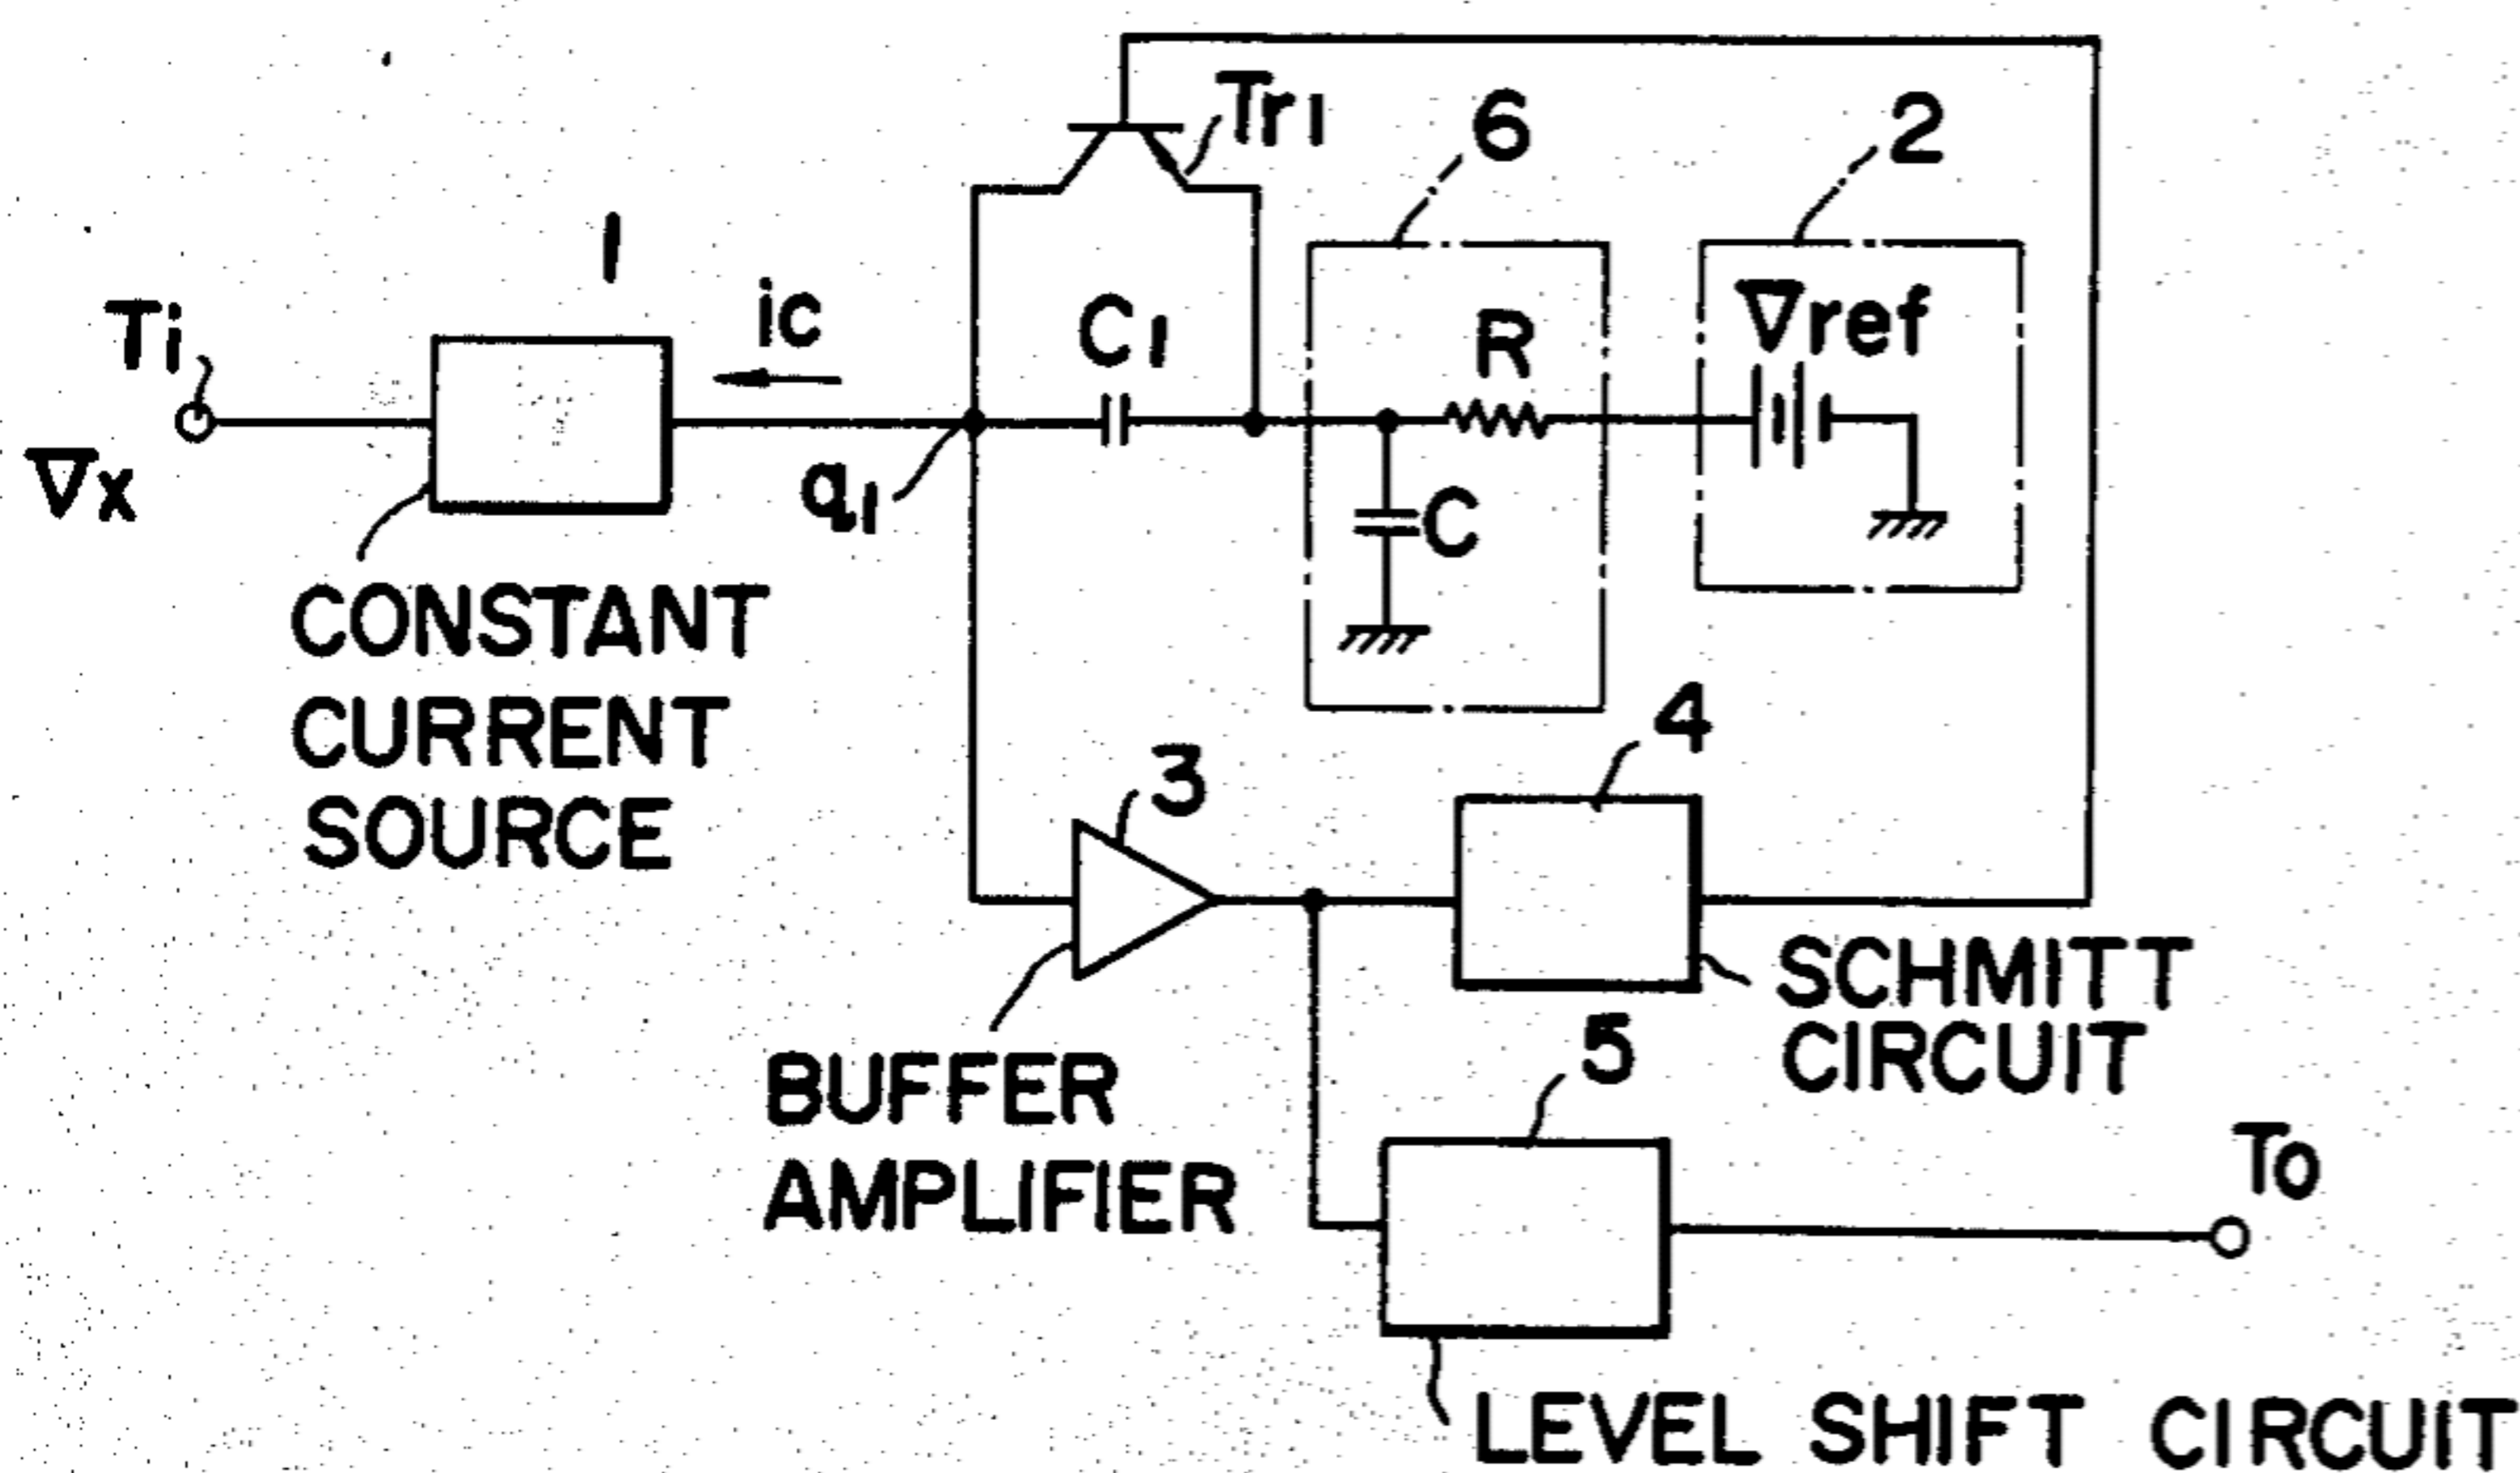 Tr1
6
2
1
ic
Ti
C1
R
Vref
Vx
q1
C
CONSTANT
CURRENT
SOURCE
4
3
SCHMITT
CIRCUIT
5
BUFFER
AMPLIFIER
To
LEVEL SHIFT CIRCUIT